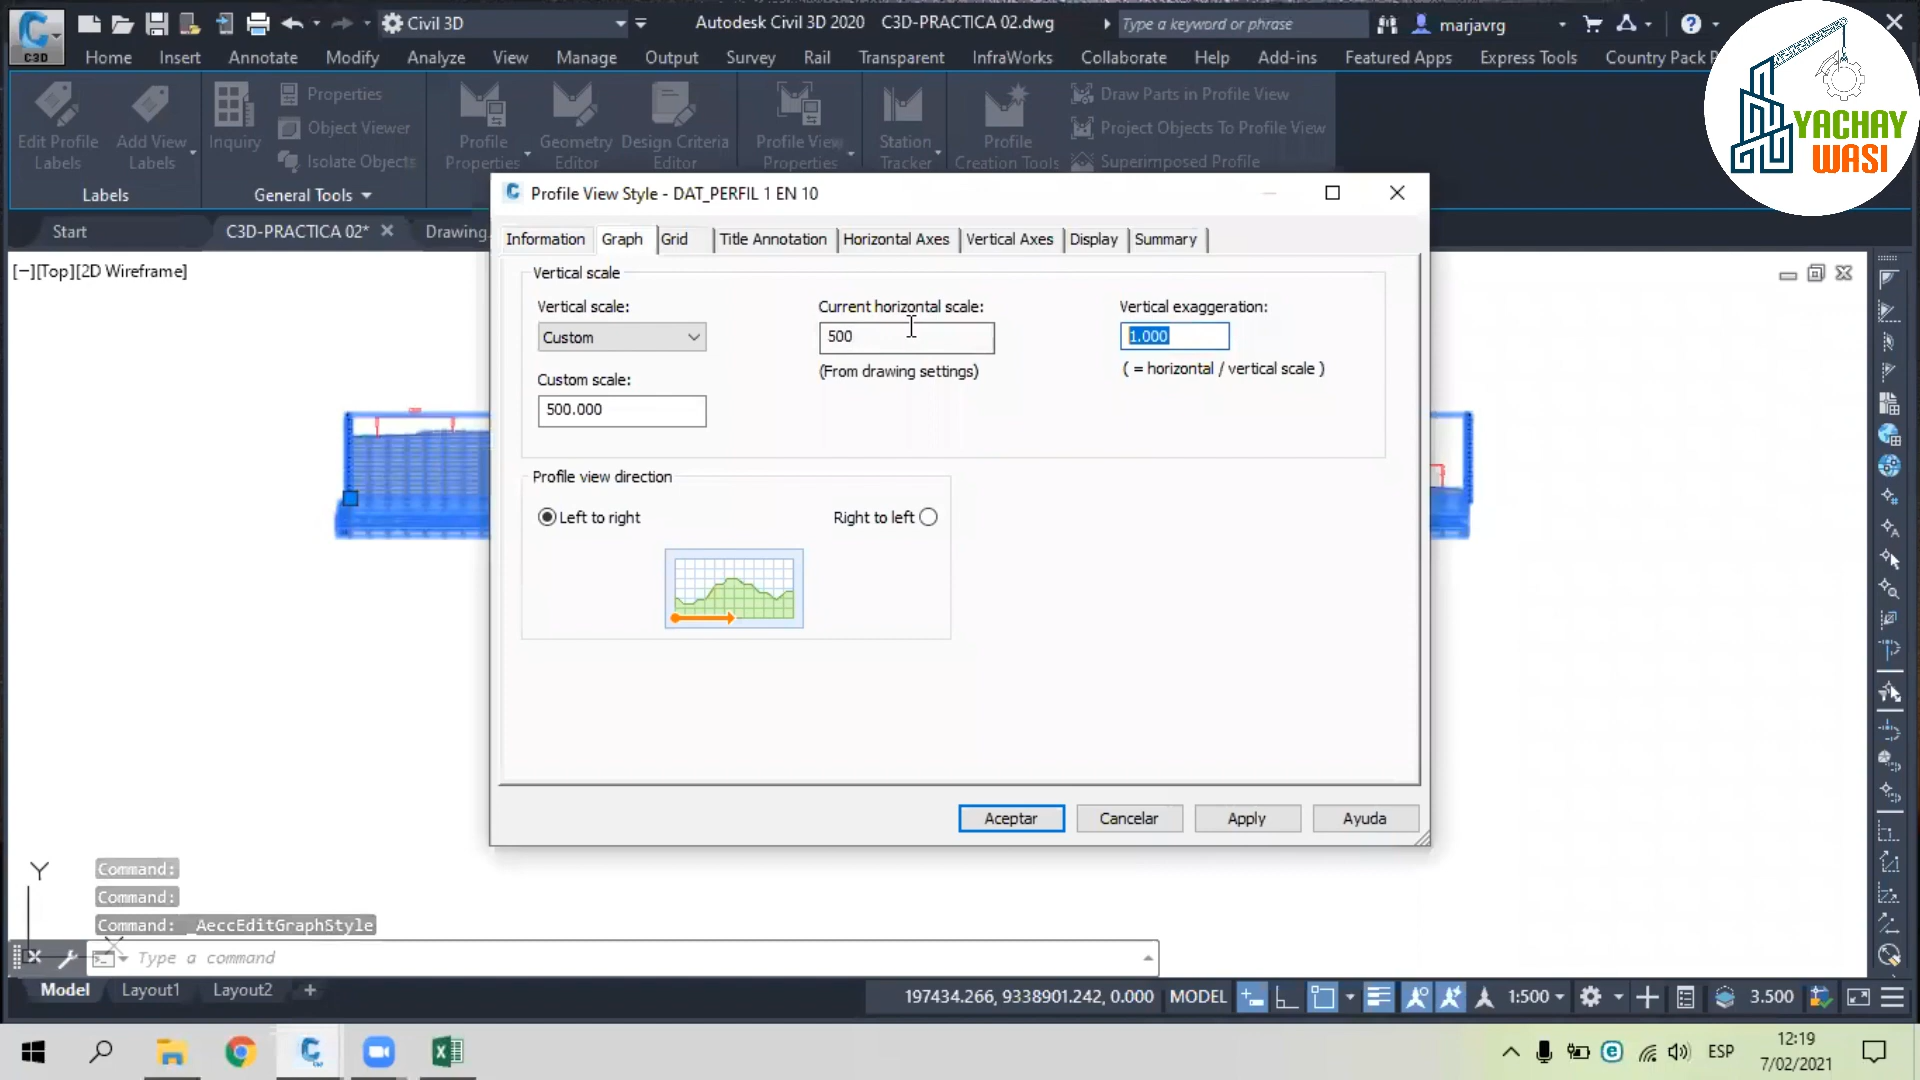 Civil 3D
Autodesk Civil 3D 2020 C3D-PRACTICA 02.dwg
Type a keyword or phrase
marjavrg
C3D
Home Insert Annotate Modify Analyze View Manage Output Survey Rail Transparent InfraWorks Collaborate Help Add-ins Featured Apps Express Tools Country Pack P
YACHAY
WASI
Edit Profile
Labels
Add View
Labels
Inquiry
Properties
Object Viewer
Isolate Objects
Profile
Properties
Geometry
Editor
Design Criteria
Editor
Profile View
Properties
Station
Tracker
Profile
Creation Tools
Draw Parts in Profile View
Project Objects To Profile View
Superimposed Profile
Labels
General Tools
Start
C3D-PRACTICA 02*
Drawing
[−][Top][2D Wireframe]
Profile View Style - DAT_PERFIL 1 EN 10
Information Graph Grid Title Annotation Horizontal Axes Vertical Axes Display Summary
Vertical scale
Vertical scale:
Custom
Custom scale:
500.000
Current horizontal scale:
500
(From drawing settings)
Vertical exaggeration:
1.000
( = horizontal / vertical scale )
Profile view direction
Left to right
Right to left
Aceptar Cancelar Apply Ayuda
Y
Command:
Command:
Command: _AeccEditGraphStyle
Type a command
Model Layout1 Layout2 +
197434.266, 9338901.242, 0.000 MODEL
1:500
3.500
ESP
12:19
7/02/2021